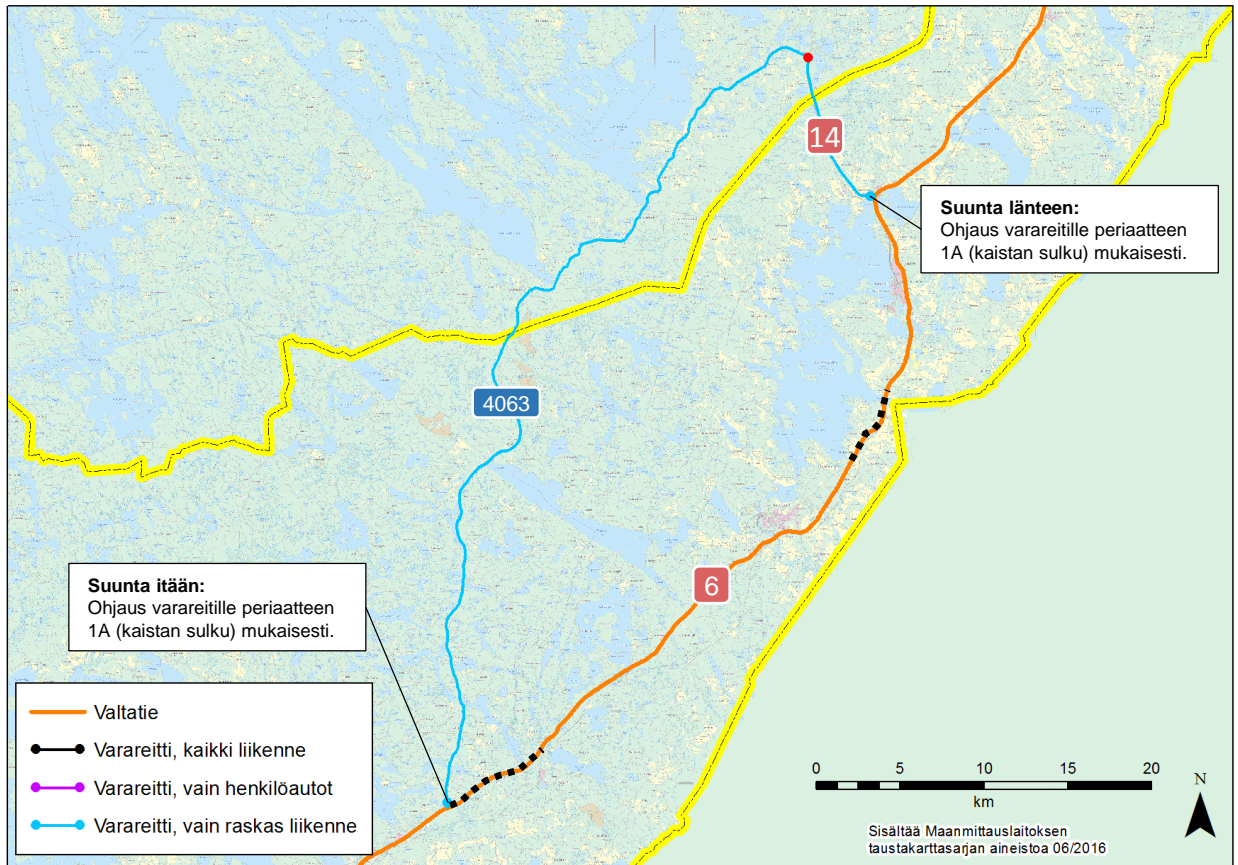 14
Suunta länteen:
Ohjaus varareitille periaatteen
1A (kaistan sulku) mukaisesti.
4063
6
Suunta itään:
Ohjaus varareitille periaatteen
1A (kaistan sulku) mukaisesti.
Valtatie
Varareitti, kaikki liikenne
Varareitti, vain henkilöautot
Varareitti, vain raskas liikenne
0 5 10 15 20
km
N
Sisältää Maanmittauslaitoksen
taustakarttasarjan aineistoa 06/2016